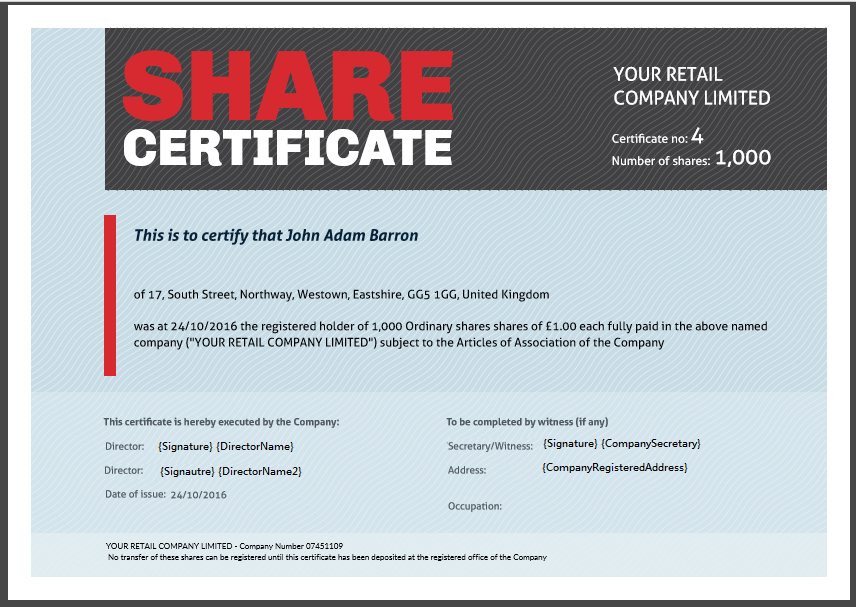 SHARE
CERTIFICATE
YOUR RETAIL
COMPANY LIMITED
Certificate no: 4
Number of shares: 1,000
This is to certify that John Adam Barron
of 17, South Street, Northway, Westown, Eastshire, GG5 1GG, United Kingdom
was at 24/10/2016 the registered holder of 1,000 Ordinary shares shares of £1.00 each fully paid in the above named
company ("YOUR RETAIL COMPANY LIMITED") subject to the Articles of Association of the Company
This certificate is hereby executed by the Company:
Director: {Signature} {DirectorName}
Director: {Signautre} {DirectorName2}
Date of issue: 24/10/2016
To be completed by witness (if any)
Secretary/Witness: {Signature} {CompanySecretary}
Address: {CompanyRegisteredAddress}
Occupation:
YOUR RETAIL COMPANY LIMITED - Company Number 07451109
No transfer of these shares can be registered until this certificate has been deposited at the registered office of the Company